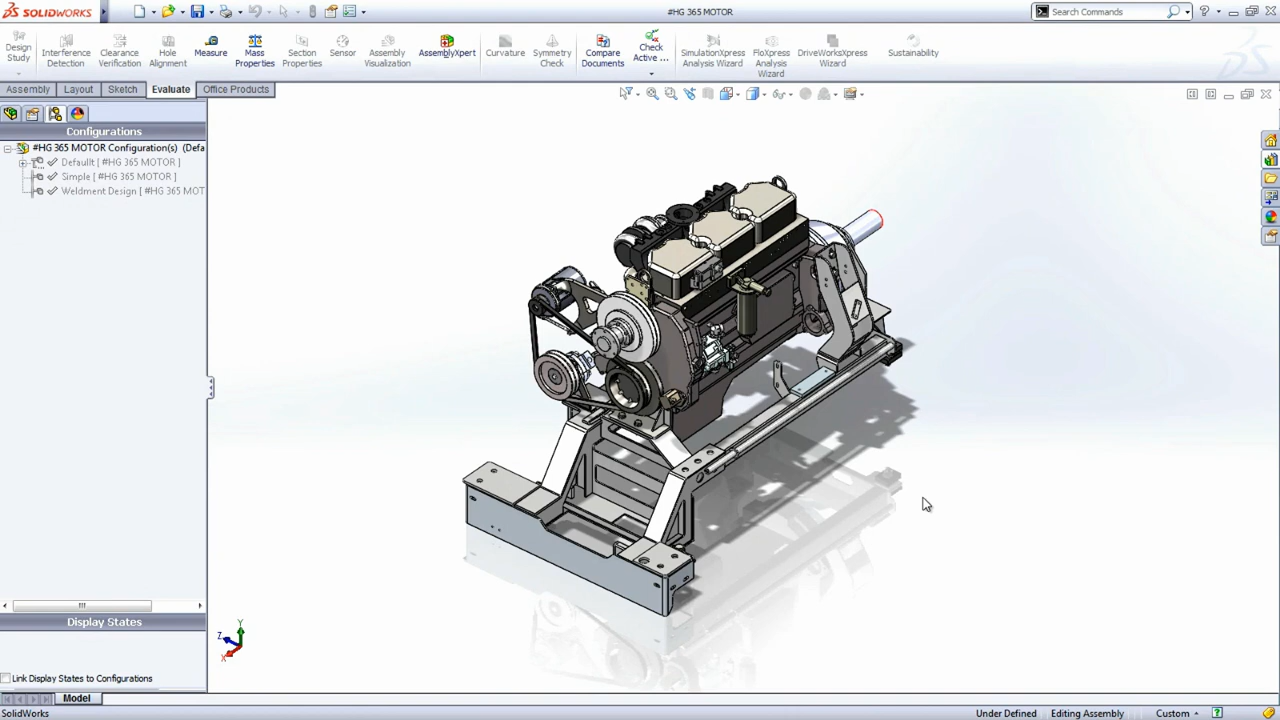 SOLIDWORKS
#HG 365 MOTOR
Search Commands
Design Study
Interference Detection
Clearance Verification
Hole Alignment
Measure
Mass Properties
Section Properties
Sensor
Assembly Visualization
AssemblyXpert
Curvature
Symmetry Check
Compare Documents
Check Active ...
SimulationXpress Analysis Wizard
FloXpress Analysis Wizard
DriveWorksXpress Wizard
Sustainability
Assembly
Layout
Sketch
Evaluate
Office Products
Configurations
#HG 365 MOTOR Configuration(s) (Defa
Defaullt [ #HG 365 MOTOR ]
Simple [ #HG 365 MOTOR ]
Weldment Design [ #HG 365 MOT
Display States
Link Display States to Configurations
Y
Z
X
Model
SolidWorks
Under Defined
Editing Assembly
Custom